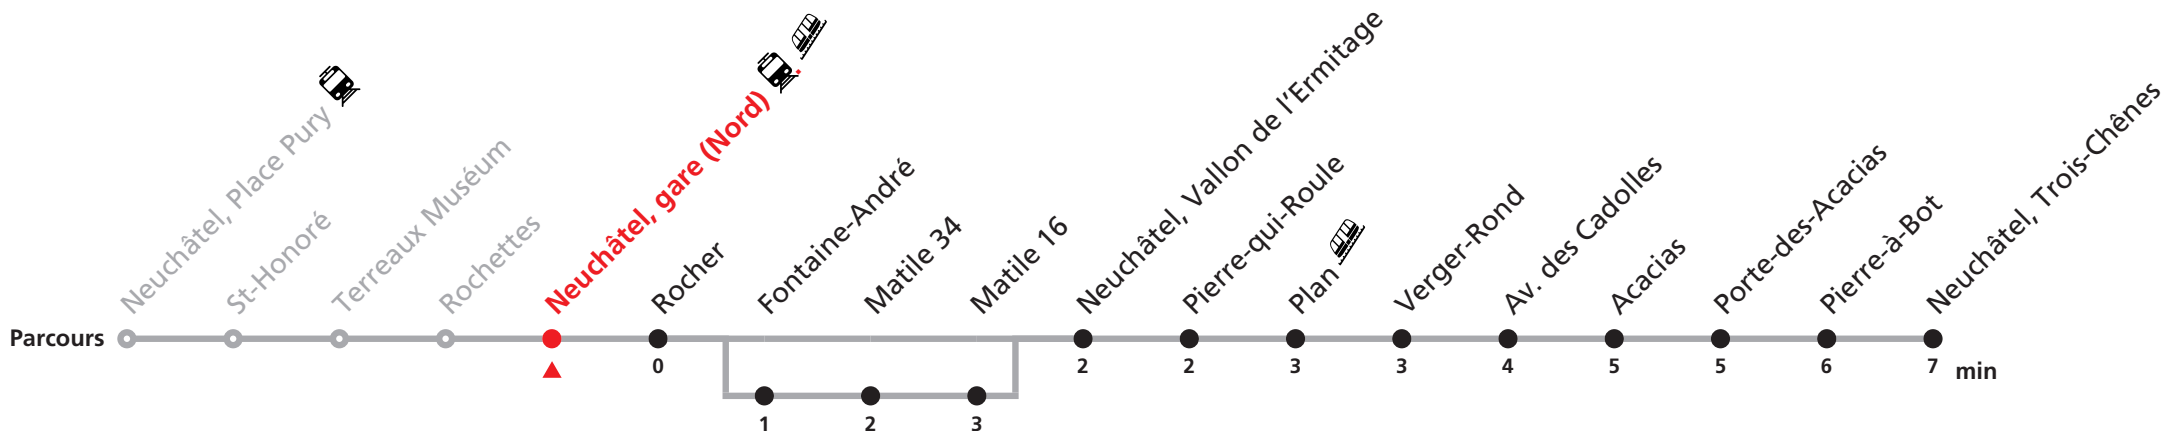 Neuchâtel, Place Pury
St-Honoré
Terreaux Muséum
Rochettes
Neuchâtel, gare (Nord)
Rocher
Fontaine-André
Matile 34
Matile 16
Neuchâtel, Vallon de l'Ermitage
Pierre-qui-Roule
Plan
Verger-Rond
Av. des Cadolles
Acacias
Porte-des-Acacias
Pierre-à-Bot
Neuchâtel, Trois-Chênes
Parcours
0 2 2 3 3 4 5 5 6 7 min
1 2 3